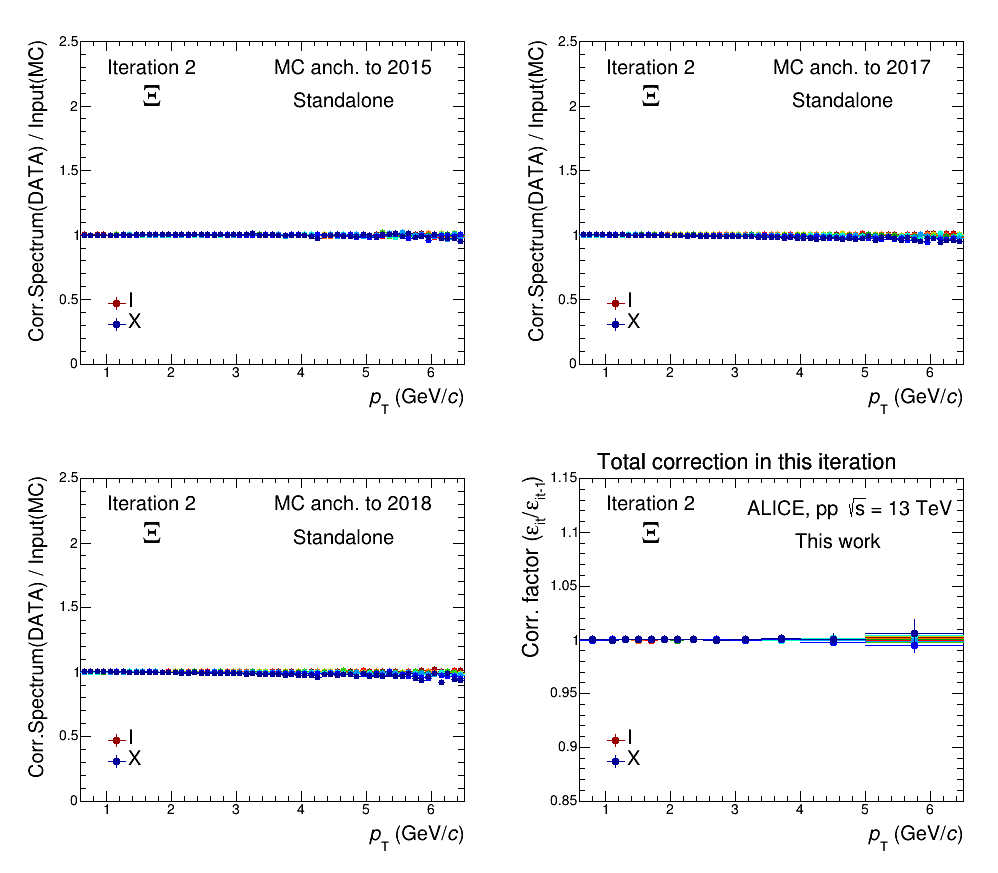 Corr.Spectrum(DATA) / Input(MC)
2.5
2
1.5
1
0.5
0
Iteration 2
MC anch. to 2015
Ξ
Standalone
I
X
1 2 3 4 5 6
p_T (GeV/c)
Corr.Spectrum(DATA) / Input(MC)
2.5
2
1.5
1
0.5
0
Iteration 2
MC anch. to 2017
Ξ
Standalone
I
X
1 2 3 4 5 6
p_T (GeV/c)
Corr.Spectrum(DATA) / Input(MC)
2.5
2
1.5
1
0.5
0
Iteration 2
MC anch. to 2018
Ξ
Standalone
I
X
1 2 3 4 5 6
p_T (GeV/c)
Total correction in this iteration
Corr. factor (ε_it/ε_it-1)
1.15
1.1
1.05
1
0.95
0.9
0.85
Iteration 2
ALICE, pp √s = 13 TeV
Ξ
This work
I
X
1 2 3 4 5 6
p_T (GeV/c)